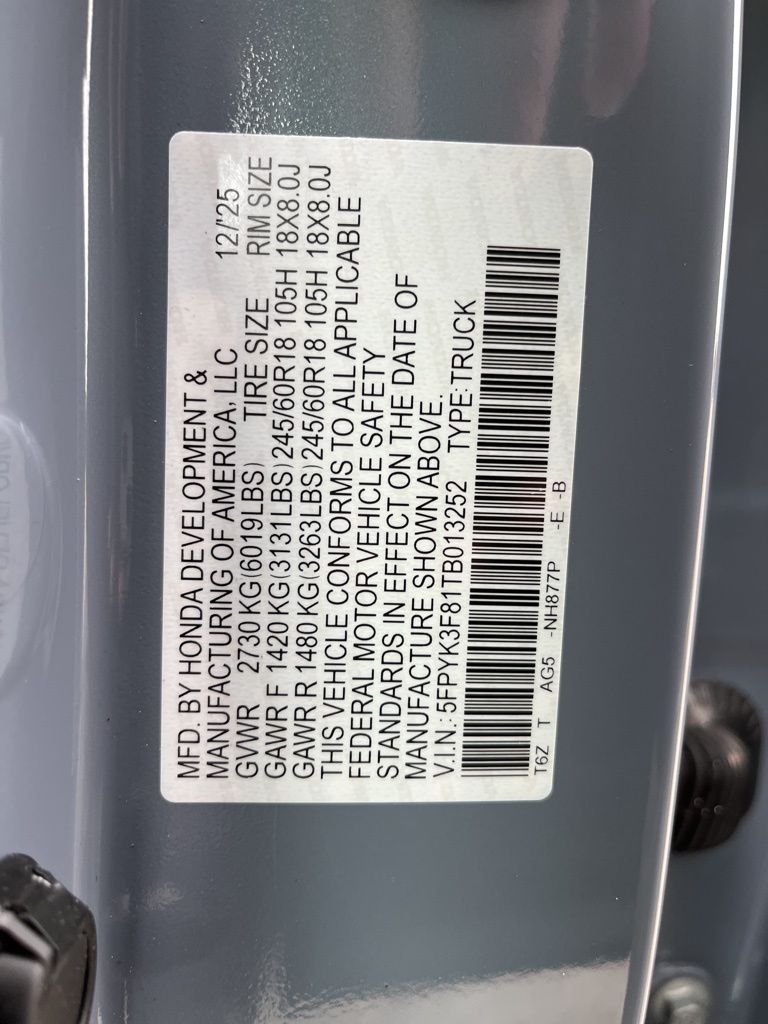 MFD. BY HONDA DEVELOPMENT &
MANUFACTURING OF AMERICA, LLC 12/'25
GVWR 2730 KG(6019LBS) TIRE SIZE RIM SIZE
GAWR F 1420 KG(3131LBS) 245/60R18 105H 18X8.0J
GAWR R 1480 KG(3263LBS) 245/60R18 105H 18X8.0J
THIS VEHICLE CONFORMS TO ALL APPLICABLE
FEDERAL MOTOR VEHICLE SAFETY
STANDARDS IN EFFECT ON THE DATE OF
MANUFACTURE SHOWN ABOVE.
V.I.N.: 5FPYK3F81TB013252 TYPE: TRUCK
T6Z T AG5 -NH877P -E -B